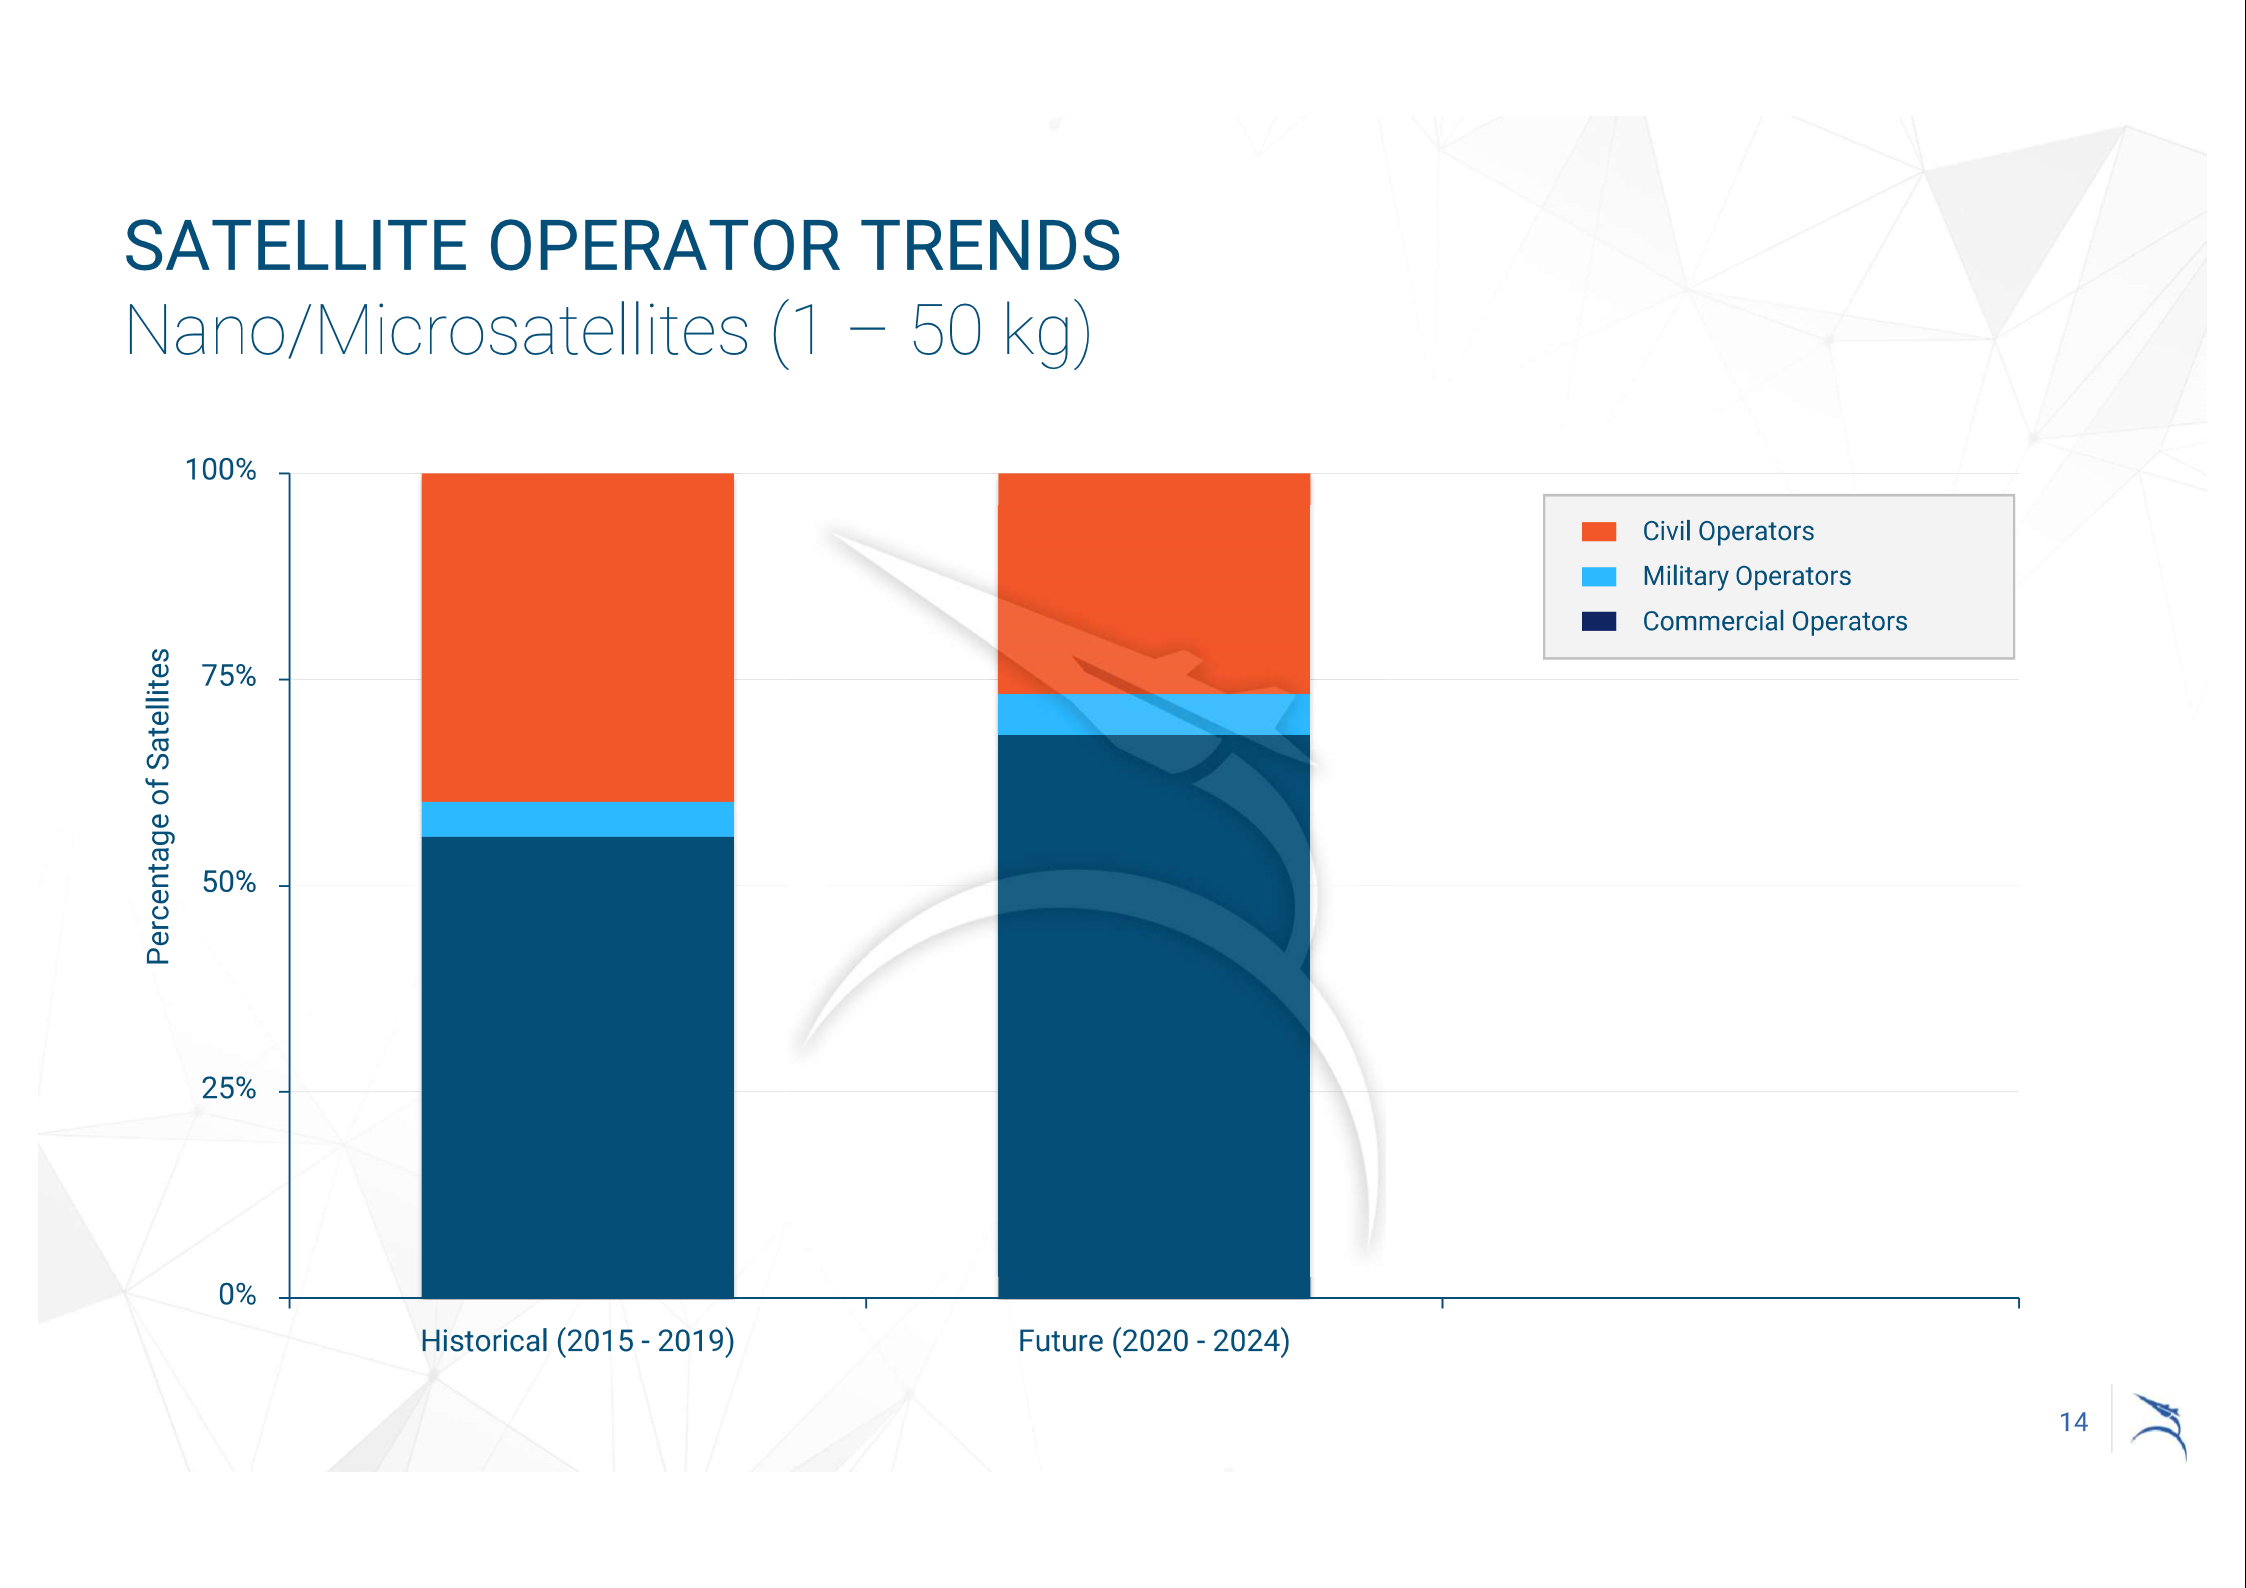 SATELLITE OPERATOR TRENDS
Nano/Microsatellites (1 – 50 kg)
100%
75%
50%
25%
0%
Percentage of Satellites
Civil Operators
Military Operators
Commercial Operators
Historical (2015 - 2019)
Future (2020 - 2024)
14